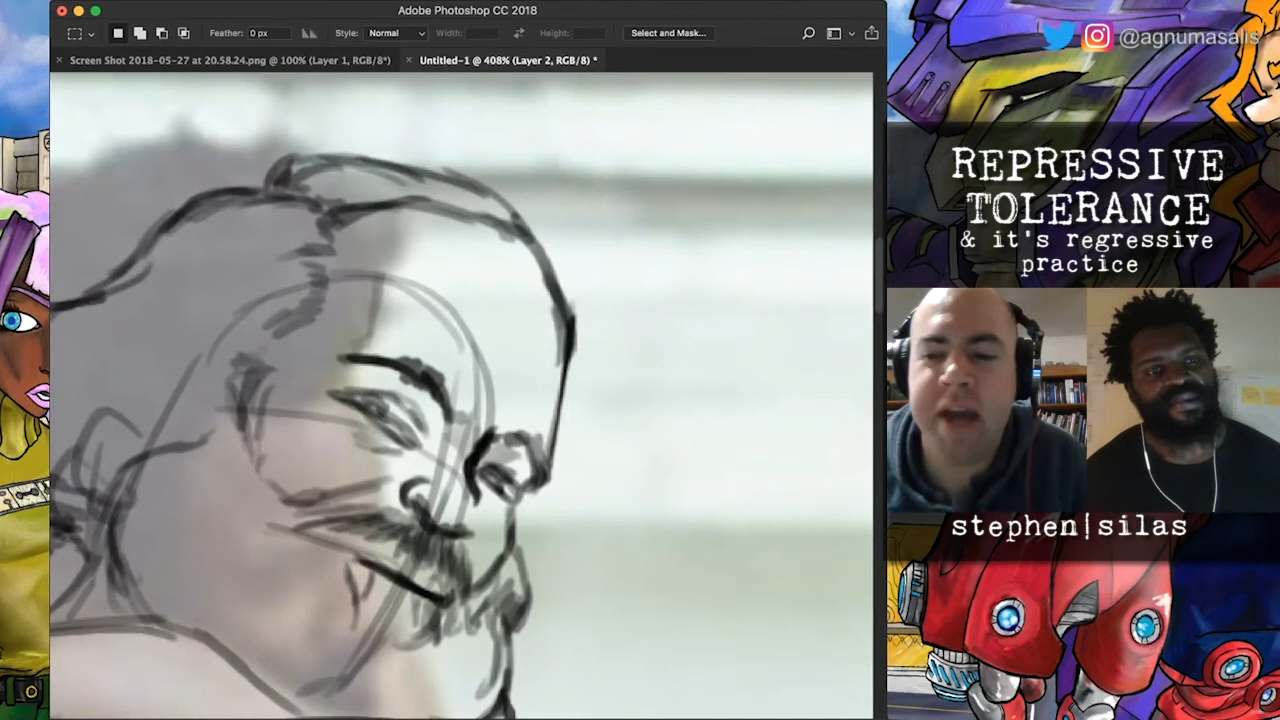 Adobe Photoshop CC 2018
Feather: 0 px
Style: Normal
Width:
Height:
Select and Mask...
Screen Shot 2018-05-27 at 20.58.24.png @ 100% (Layer 1, RGB/8*)
Untitled-1 @ 408% (Layer 2, RGB/8) *
@agnumasalis
REPRESSIVE
TOLERANCE
& it's regressive
practice
stephen|silas